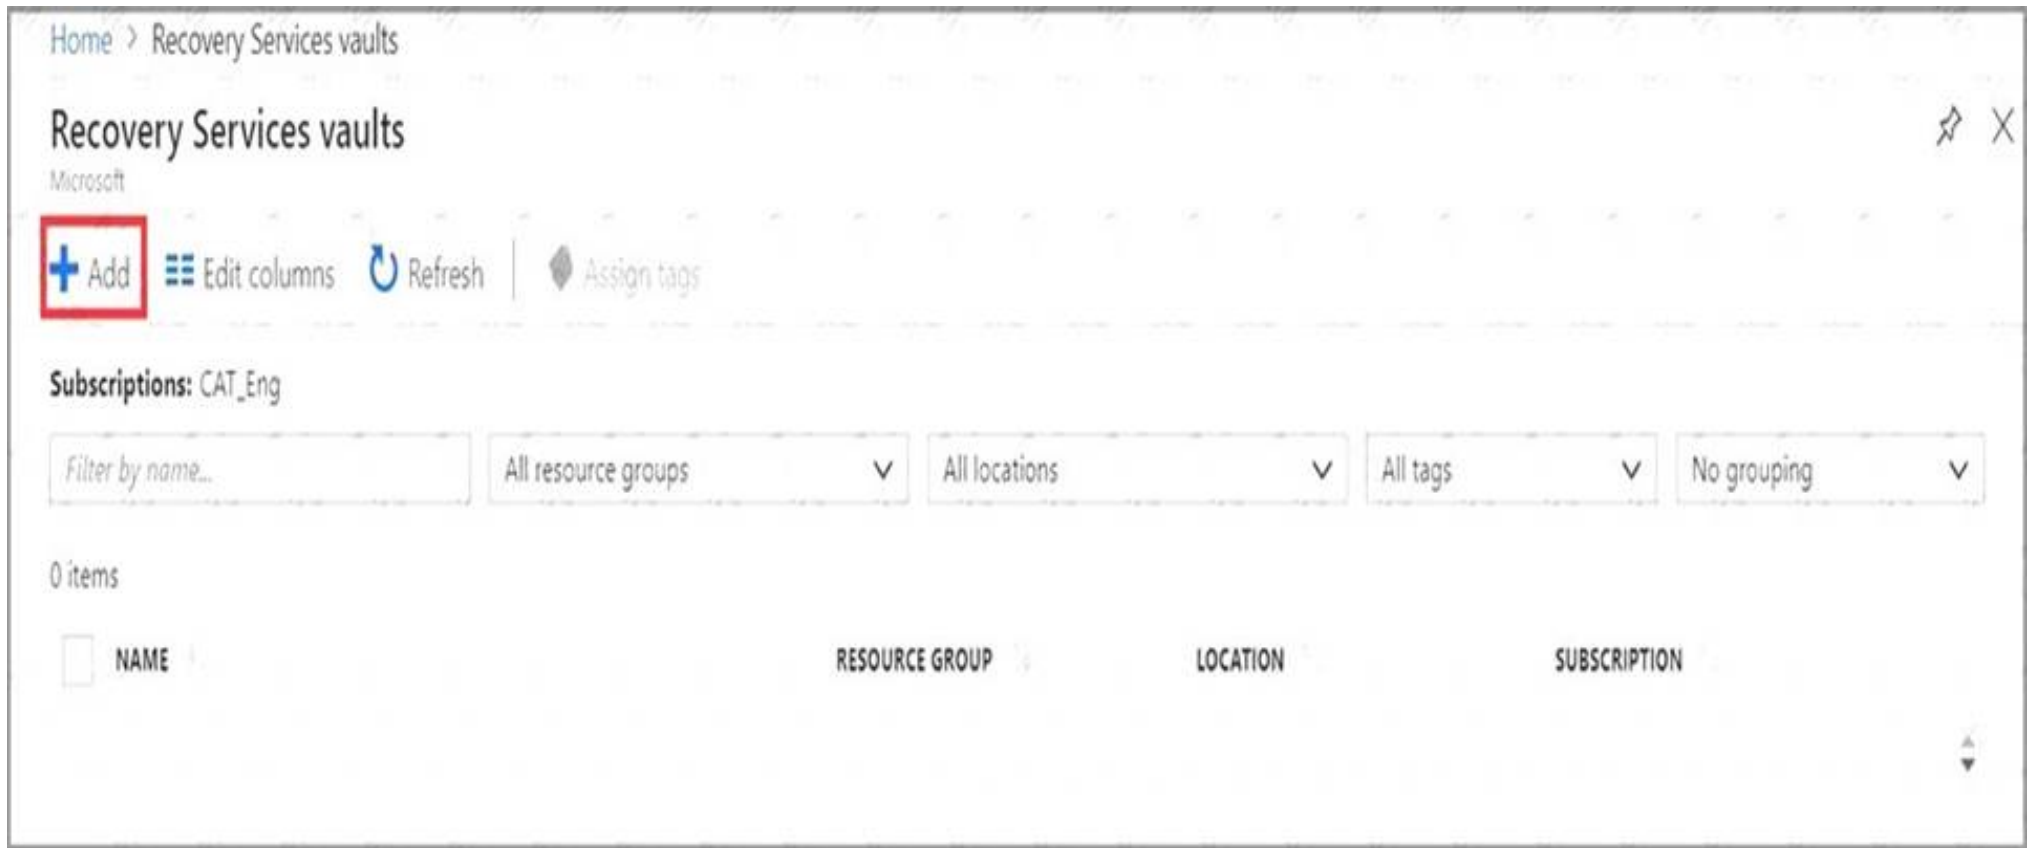 Home > Recovery Services vaults
Recovery Services vaults
Microsoft
Add Edit columns Refresh Assign tags
Subscriptions: CAT_Eng
Filter by name... All resource groups All locations All tags No grouping
0 items
NAME RESOURCE GROUP LOCATION SUBSCRIPTION